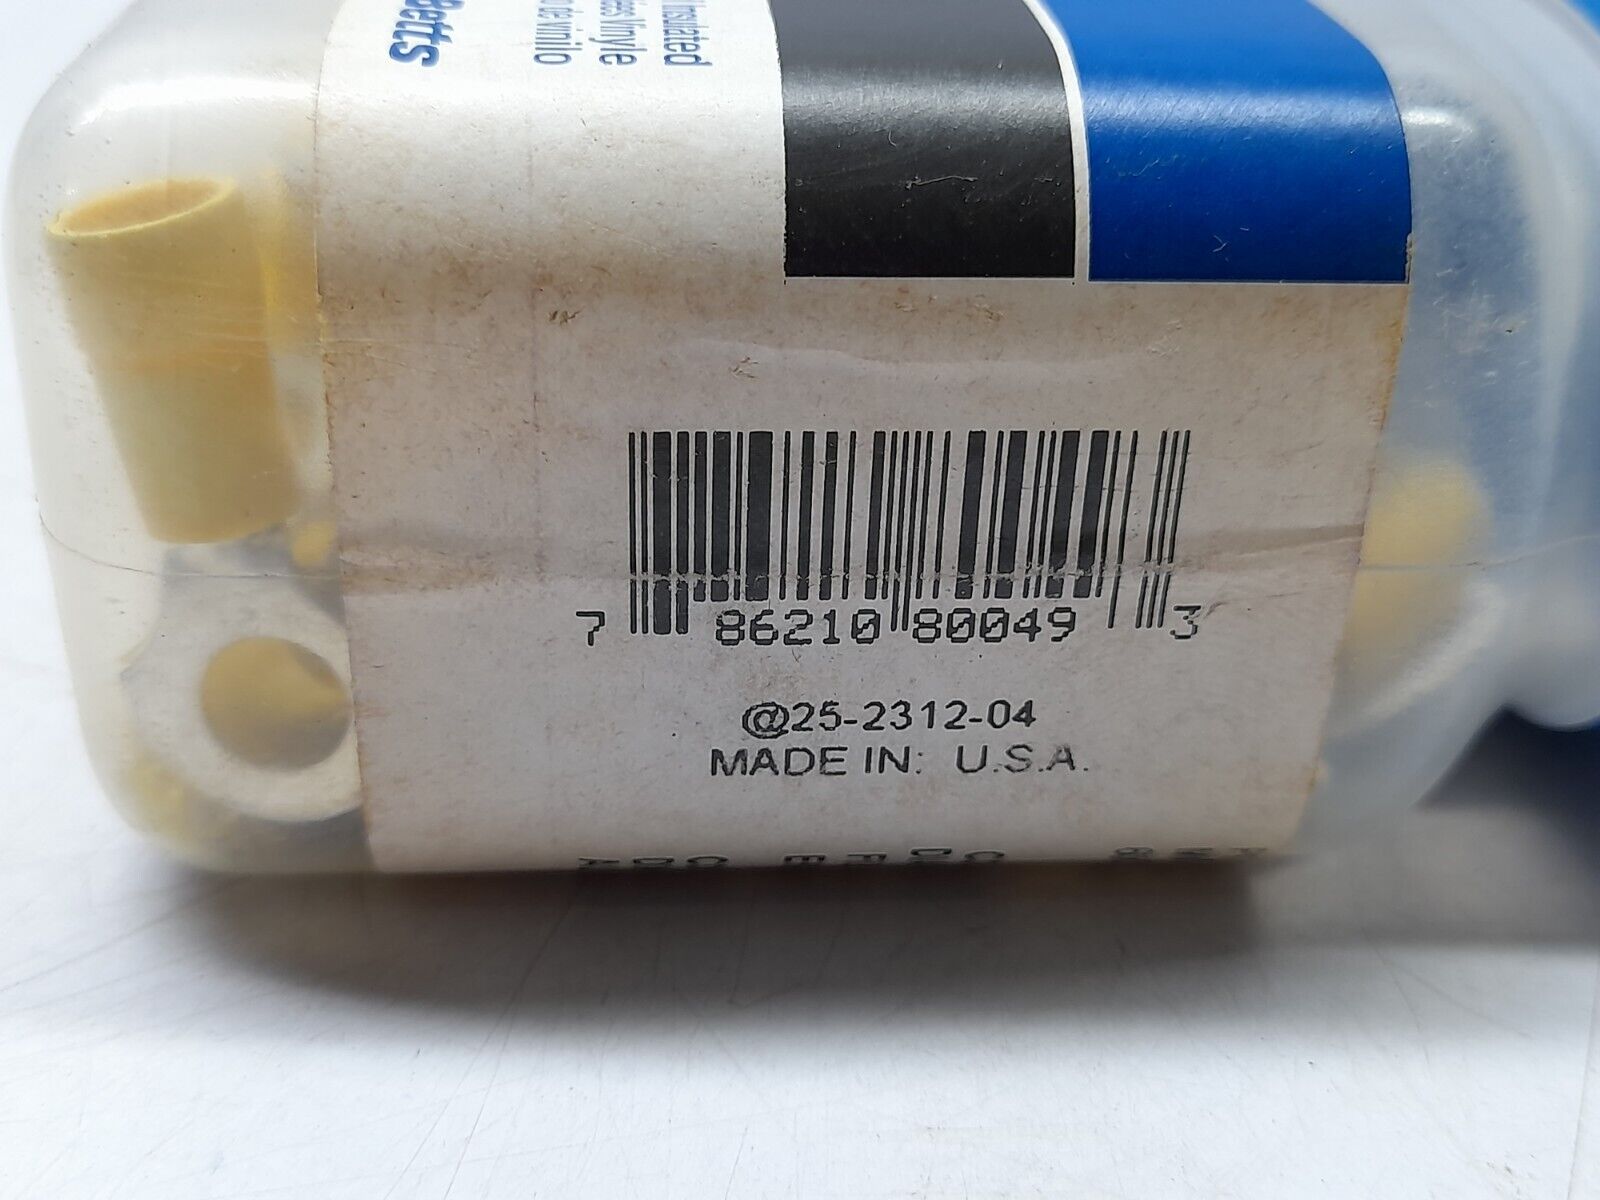 Betts
Insulated
Vinyle
de vinilo
7 86210 80049 3
@25-2312-04
MADE IN: U.S.A.